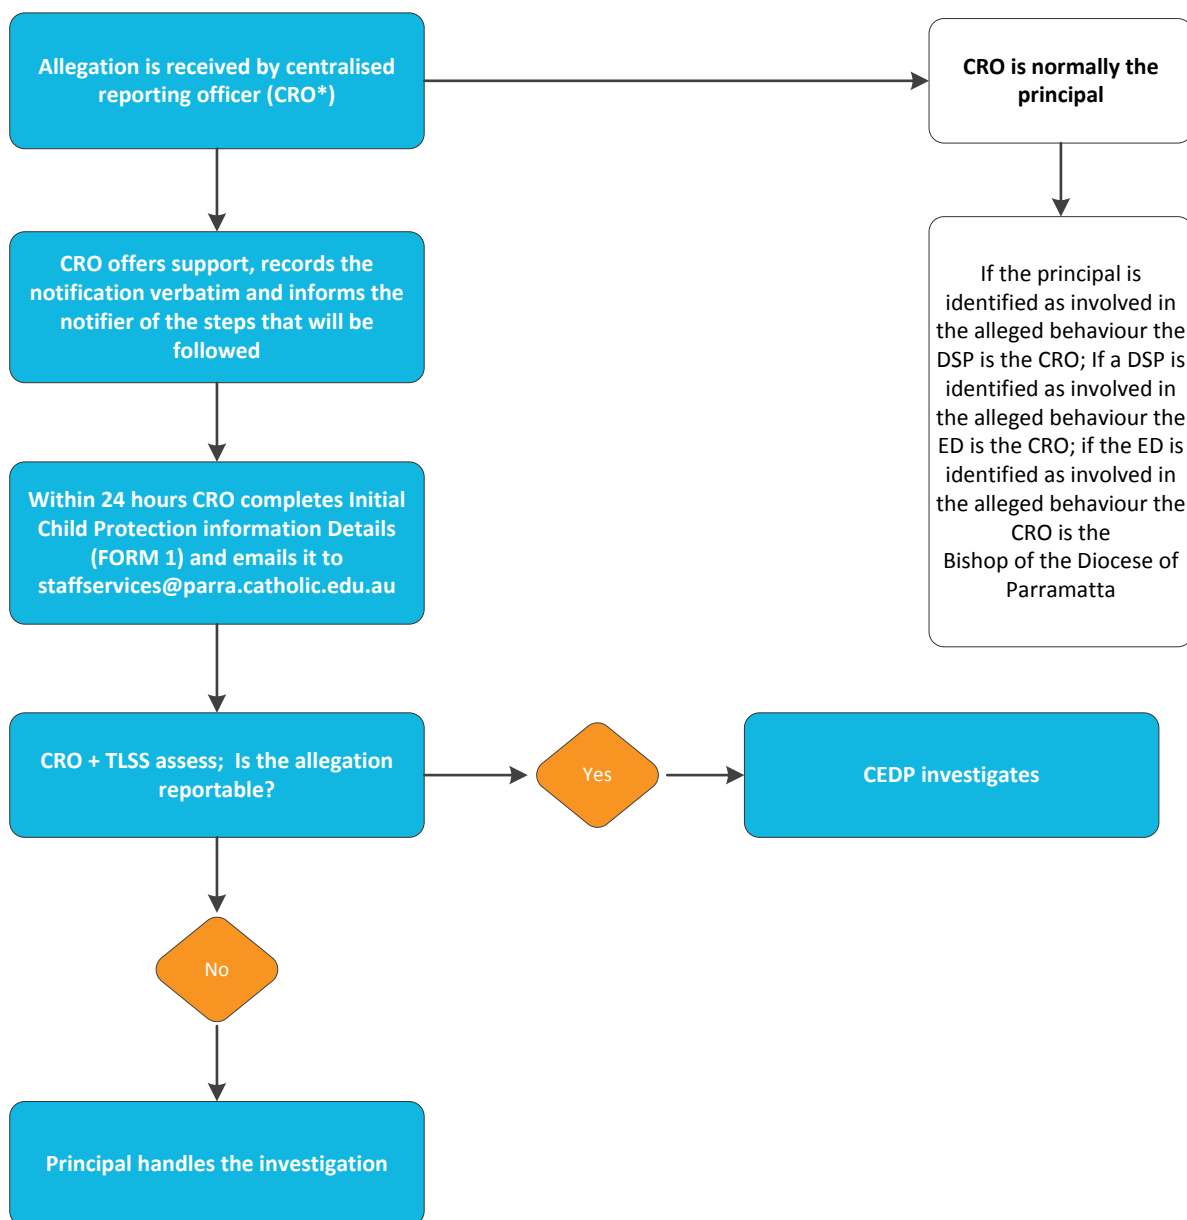 Allegation is received by centralised
reporting officer (CRO*)
CRO is normally the
principal
CRO offers support, records the
notification verbatim and informs the
notifier of the steps that will be
followed
If the principal is
identified as involved in
the alleged behaviour the
DSP is the CRO; If a DSP is
identified as involved in
the alleged behaviour the
ED is the CRO; if the ED is
identified as involved in
the alleged behaviour the
CRO is the
Bishop of the Diocese of
Parramatta
Within 24 hours CRO completes Initial
Child Protection information Details
(FORM 1) and emails it to
staffservices@parra.catholic.edu.au
CRO + TLSS assess;  Is the allegation
reportable?
Yes
CEDP investigates
No
Principal handles the investigation